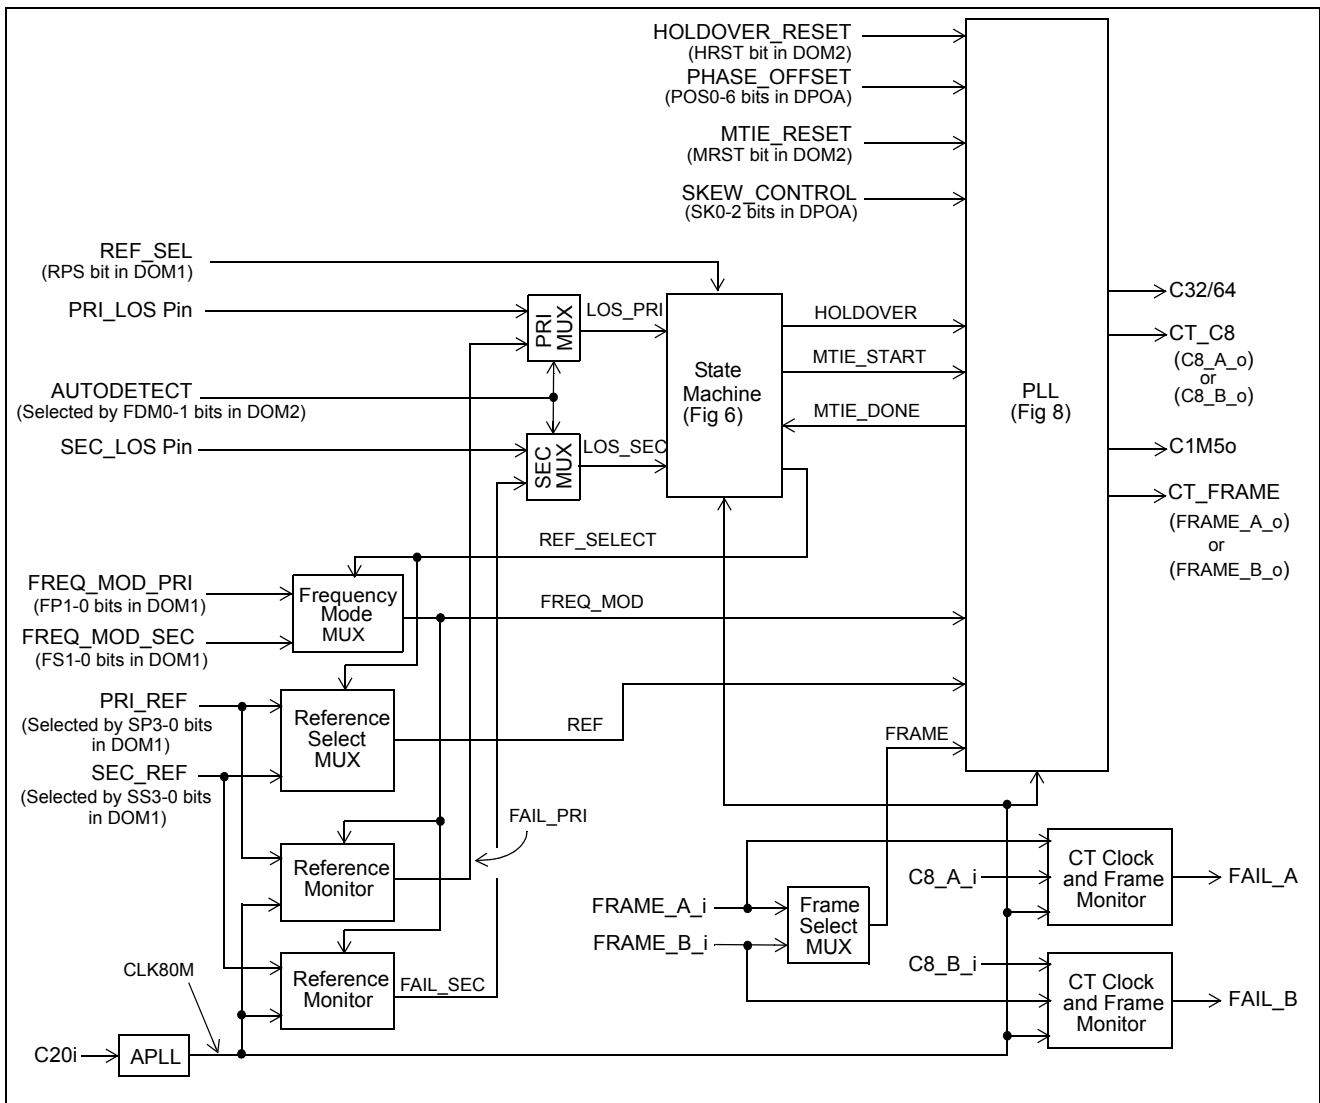 HOLDOVER_RESET
(HRST bit in DOM2)
PHASE_OFFSET
(POS0-6 bits in DPOA)
MTIE_RESET
(MRST bit in DOM2)
SKEW_CONTROL
(SK0-2 bits in DPOA)
REF_SEL
(RPS bit in DOM1)
PRI_LOS Pin
AUTODETECT
(Selected by FDM0-1 bits in DOM2)
SEC_LOS Pin
PRI
MUX
SEC
MUX
LOS_PRI
LOS_SEC
State
Machine
(Fig 6)
HOLDOVER
MTIE_START
MTIE_DONE
PLL
(Fig 8)
C32/64
CT_C8
(C8_A_o)
or
(C8_B_o)
C1M5o
CT_FRAME
(FRAME_A_o)
or
(FRAME_B_o)
REF_SELECT
FREQ_MOD_PRI
(FP1-0 bits in DOM1)
FREQ_MOD_SEC
(FS1-0 bits in DOM1)
Frequency
Mode
MUX
FREQ_MOD
PRI_REF
(Selected by SP3-0 bits
in DOM1)
SEC_REF
(Selected by SS3-0 bits
in DOM1)
Reference
Select
MUX
REF
FRAME
FAIL_PRI
Reference
Monitor
Reference
Monitor
FAIL_SEC
CLK80M
C20i
APLL
FRAME_A_i
FRAME_B_i
Frame
Select
MUX
C8_A_i
CT Clock
and Frame
Monitor
FAIL_A
C8_B_i
CT Clock
and Frame
Monitor
FAIL_B